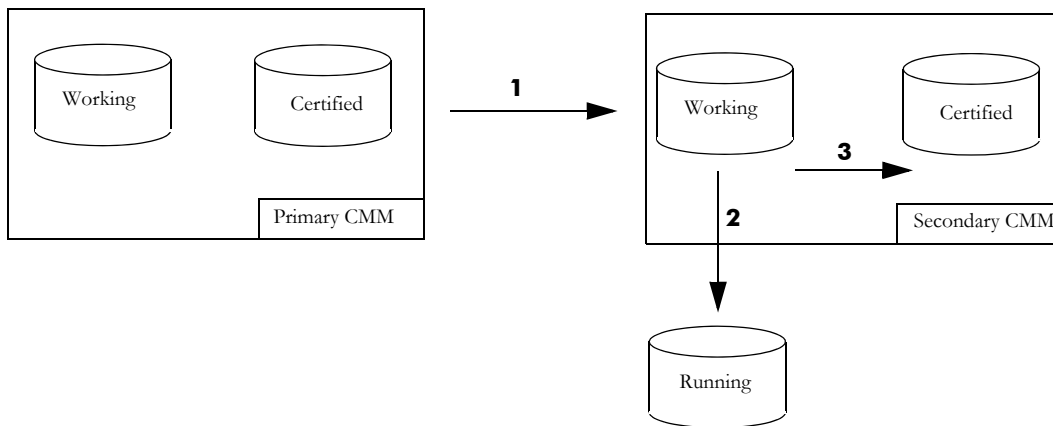 Working
Certified
Primary CMM
1
Working
Certified
3
2
Secondary CMM
Running